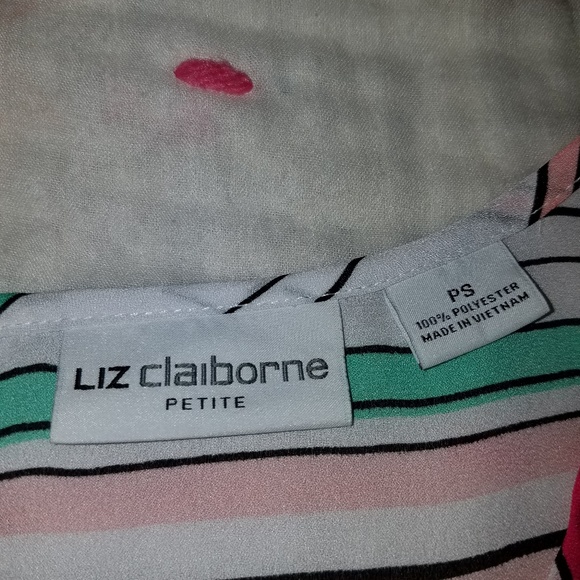 LIZ claiborne
PETITE
PS
100% POLYESTER
MADE IN VIETNAM